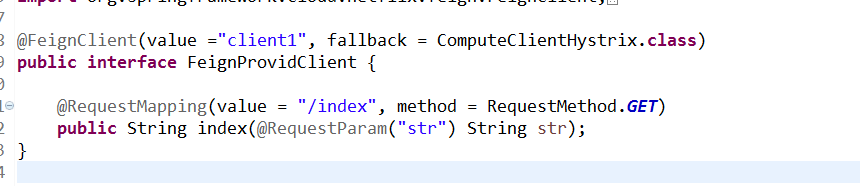 import org.springframework.cloud.netflix.feign.FeignClient;
@FeignClient(value ="client1", fallback = ComputeClientHystrix.class)
public interface FeignProvidClient {
@RequestMapping(value = "/index", method = RequestMethod.GET)
public String index(@RequestParam("str") String str);
}